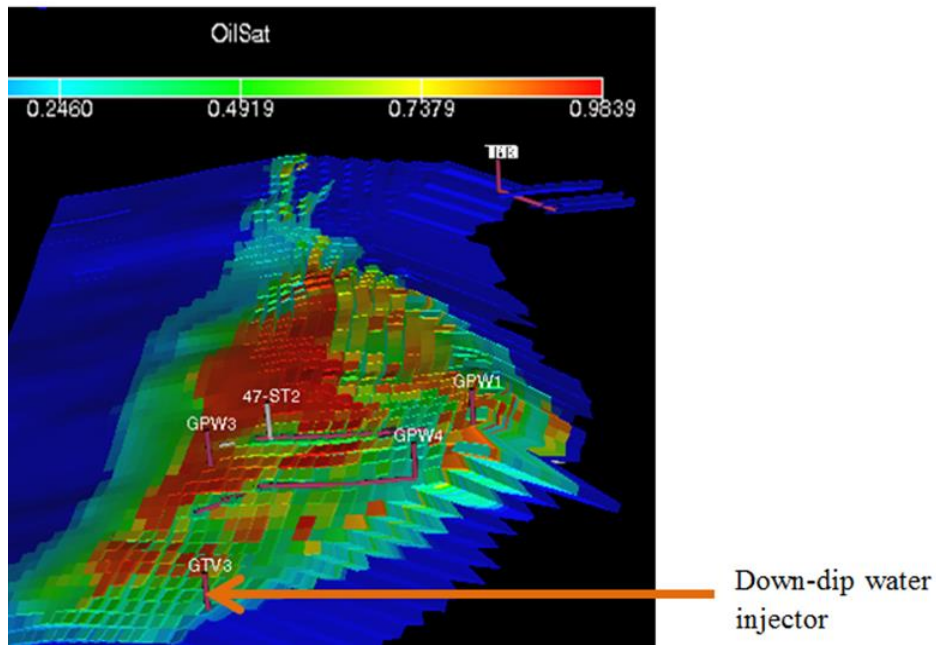 OilSat
0.2460 0.4919 0.7379 0.9839
47-ST2
GPW1
GPW3
GPW4
GTV3
Down-dip water
injector